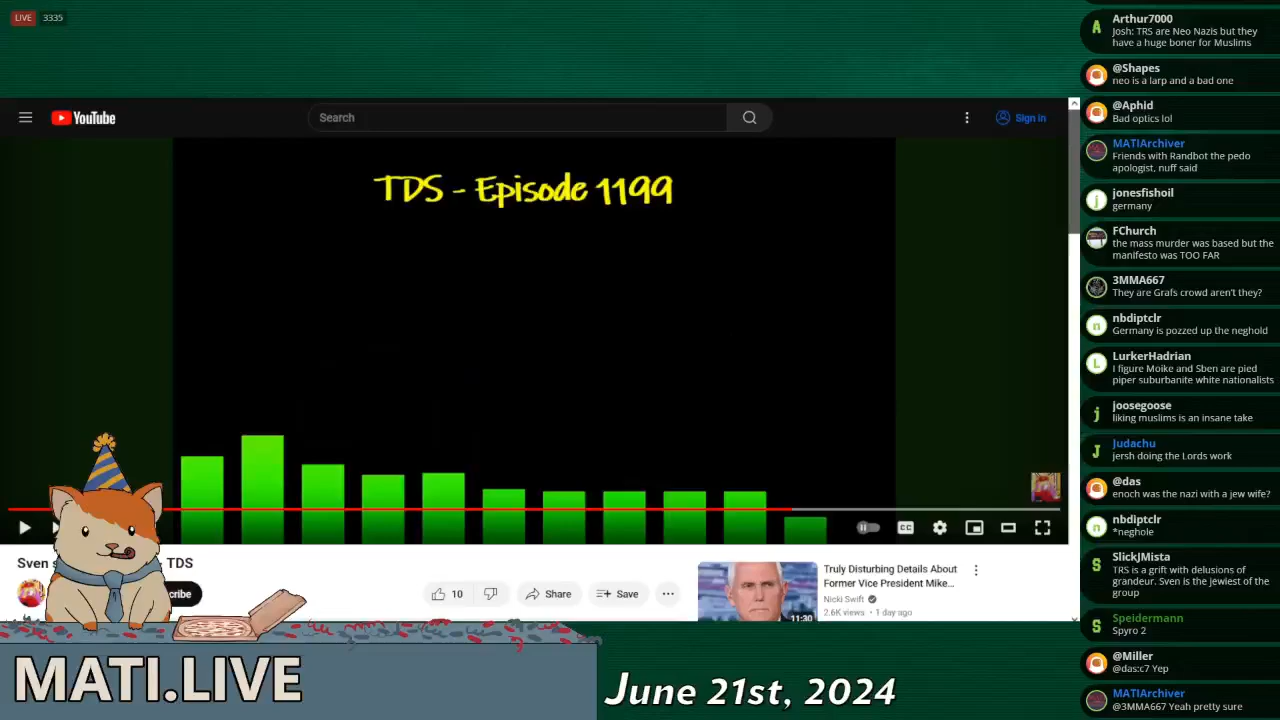 LIVE 3335
YouTube
Search
Sign in
TDS - Episode 1199
CC
Sven s
TDS
cribe
10
Share
Save
Truly Disturbing Details About
Former Vice President Mike...
Nicki Swift
2.6K views • 1 day ago
11:30
MATI.LIVE
June 21st, 2024
Arthur7000
Josh: TRS are Neo Nazis but they
have a huge boner for Muslims
@Shapes
neo is a larp and a bad one
@Aphid
Bad optics lol
MATIArchiver
Friends with Randbot the pedo
apologist, nuff said
jonesfishoil
germany
FChurch
the mass murder was based but the
manifesto was TOO FAR
3MMA667
They are Grafs crowd aren't they?
nbdiptclr
Germany is pozzed up the neghold
LurkerHadrian
I figure Moike and Sben are pied
piper suburbanite white nationalists
joosegoose
liking muslims is an insane take
Judachu
jersh doing the Lords work
@das
enoch was the nazi with a jew wife?
nbdiptclr
*neghole
SlickJMista
TRS is a grift with delusions of
grandeur. Sven is the jewiest of the
group
Speidermann
Spyro 2
@Miller
@das:c7 Yep
MATIArchiver
@3MMA667 Yeah pretty sure